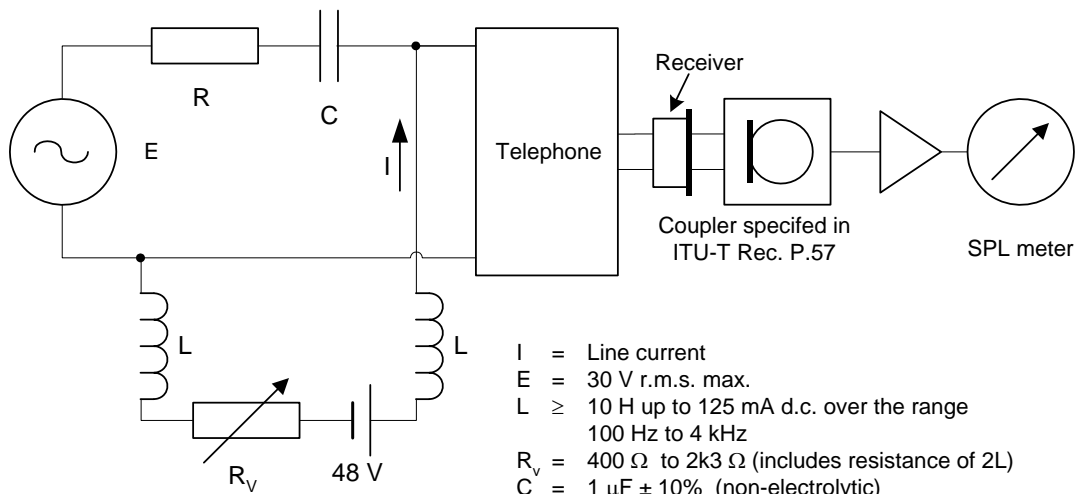 R
C
E
I
Telephone
Receiver
Coupler specifed in
ITU-T Rec. P.57
SPL meter
L
L
R_V
48 V
I = Line current
E = 30 V r.m.s. max.
L ≥ 10 H up to 125 mA d.c. over the range
100 Hz to 4 kHz
R_v = 400 Ω to 2k3 Ω (includes resistance of 2L)
C = 1 µF ± 10% (non-electrolytic)